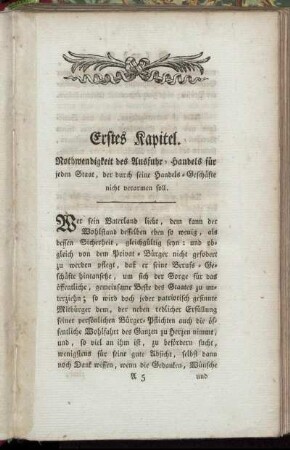 Erstes Kapitel.
Nothwendigkeit des Ausfuhr-Handels für
jeden Staat, der durch seine Handels-Geschäfte
nicht verarmen soll.
Wer sein Vaterland liebt, dem kann der
Wohlstand desselben eben so wenig, als
dessen Sicherheit, gleichgültig seyn: und ob-
gleich von dem Privat-Bürger nicht gefodert
zu werden pflegt, daß er seine Berufs-Ge-
schäfte hintansetze, um sich der Sorge für das
öffentliche, gemeinsame Beste des Staates zu un-
terziehn; so wird doch jeder patriotisch gesinnte
Mitbürger dem, der neben treblicher Erfüllung
seiner persönlichen Bürger-Pflichten auch die öf-
fentliche Wohlfahrt des Ganzen zu Herzen nimmt,
und, so viel an ihm ist, zu befördern sucht,
wenigstens für seine gute Absicht, selbst dann
noch Dank wissen, wenn die Gedanken, Wünsche
A 5
und